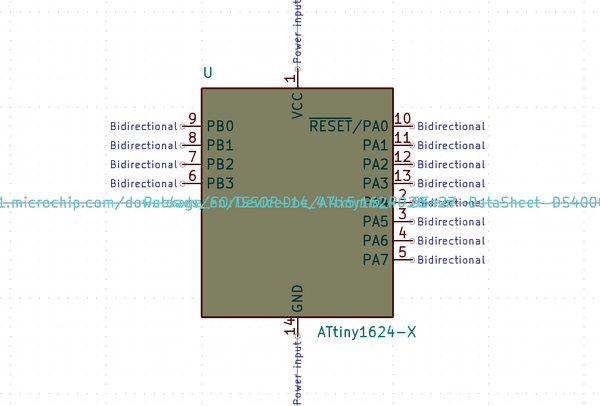 Power input
U
1
VCC
Bidirectional 9 PB0 RESET/PA0 10 Bidirectional
Bidirectional 8 PB1 PA1 11 Bidirectional
Bidirectional 7 PB2 PA2 12 Bidirectional
Bidirectional 6 PB3 PA3 13 Bidirectional
2
PA5 3 Bidirectional
PA6 4 Bidirectional
PA7 5 Bidirectional
GND
14
ATtiny1624-X
Power input